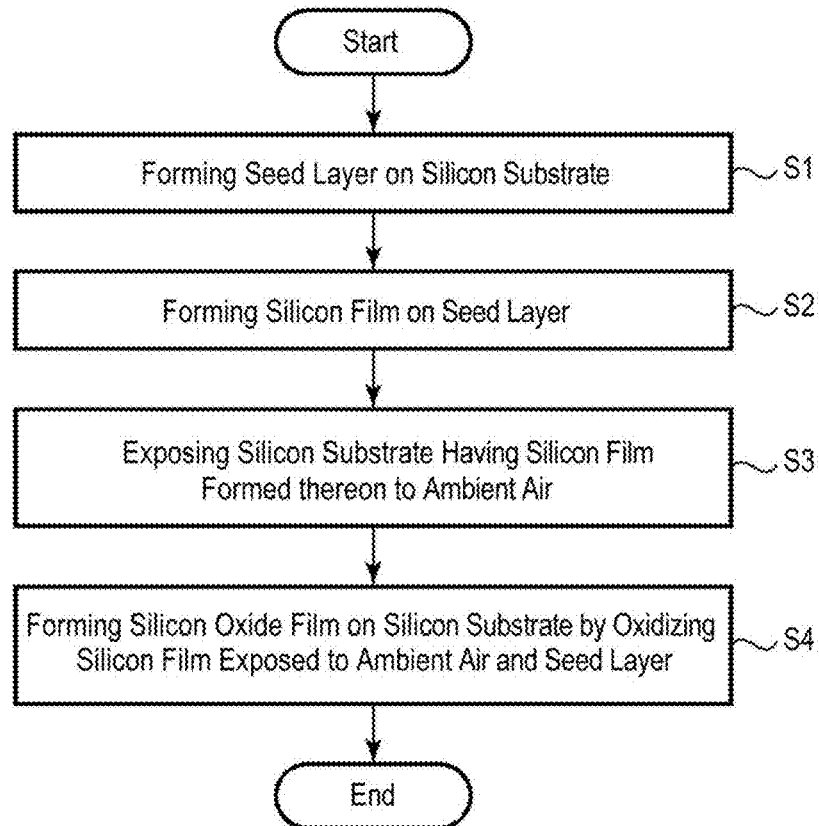 Start
Forming Seed Layer on Silicon Substrate
S1
Forming Silicon Film on Seed Layer
S2
Exposing Silicon Substrate Having Silicon Film
Formed thereon to Ambient Air
S3
Forming Silicon Oxide Film on Silicon Substrate by Oxidizing
Silicon Film Exposed to Ambient Air and Seed Layer
S4
End